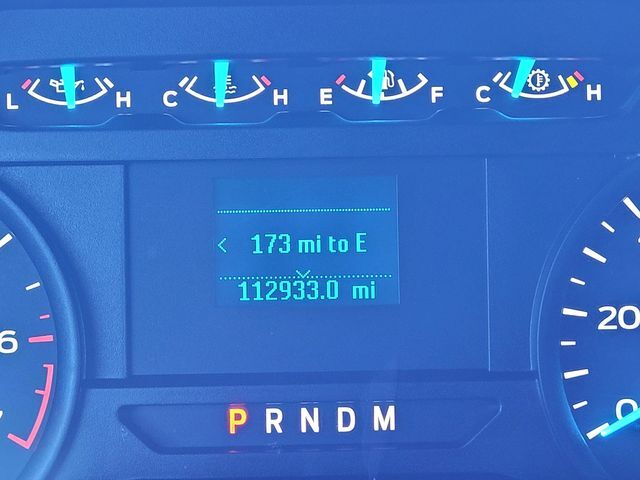 L H C H E F C E H
< 173 mi to E
112933.0 mi
6
20
0
P R N D M